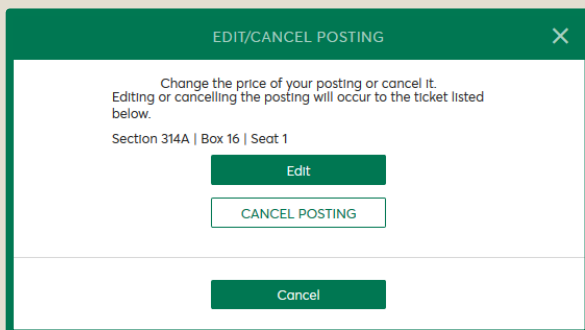 EDIT/CANCEL POSTING
Change the price of your posting or cancel it.
Editing or cancelling the posting will occur to the ticket listed
below.
Section 314A | Box 16 | Seat 1
Edit
CANCEL POSTING
Cancel